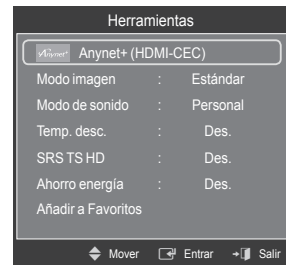 Herramientas
Anynet+ Anynet+ (HDMI-CEC)
Modo imagen : Estándar
Modo de sonido : Personal
Temp. desc. : Des.
SRS TS HD : Des.
Ahorro energía : Des.
Añadir a Favoritos
Mover Entrar Salir